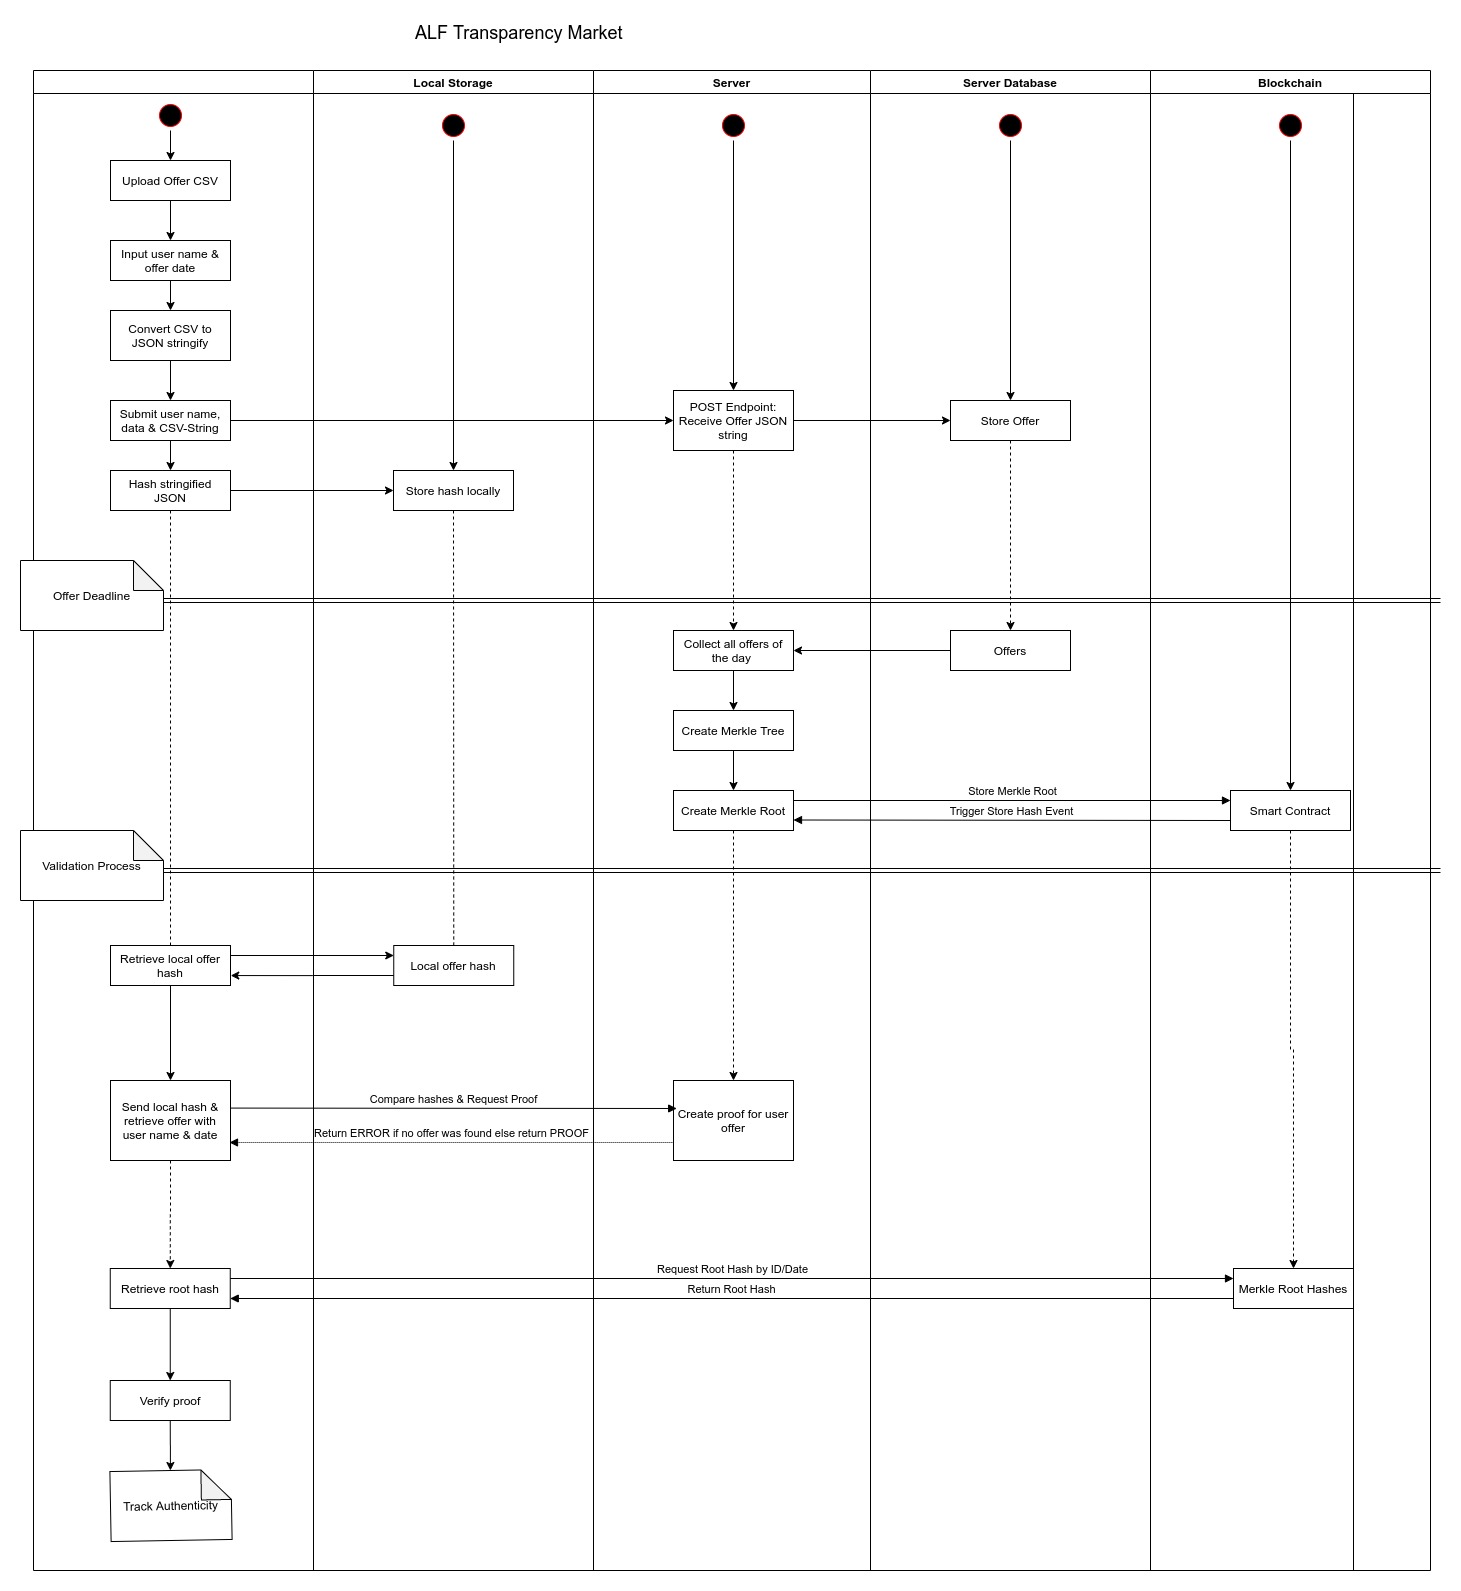 ALF Transparency Market
Local Storage
Server
Server Database
Blockchain
Upload Offer CSV
Input user name &
offer date
Convert CSV to
JSON stringify
Submit user name,
data & CSV-String
POST Endpoint:
Receive Offer JSON
string
Store Offer
Hash stringified
JSON
Store hash locally
Offer Deadline
Collect all offers of
the day
Offers
Create Merkle Tree
Create Merkle Root
Store Merkle Root
Trigger Store Hash Event
Smart Contract
Validation Process
Retrieve local offer
hash
Local offer hash
Send local hash &
retrieve offer with
user name & date
Compare hashes & Request Proof
Return ERROR if no offer was found else return PROOF
Create proof for user
offer
Retrieve root hash
Request Root Hash by ID/Date
Return Root Hash
Merkle Root Hashes
Verify proof
Track Authenticity